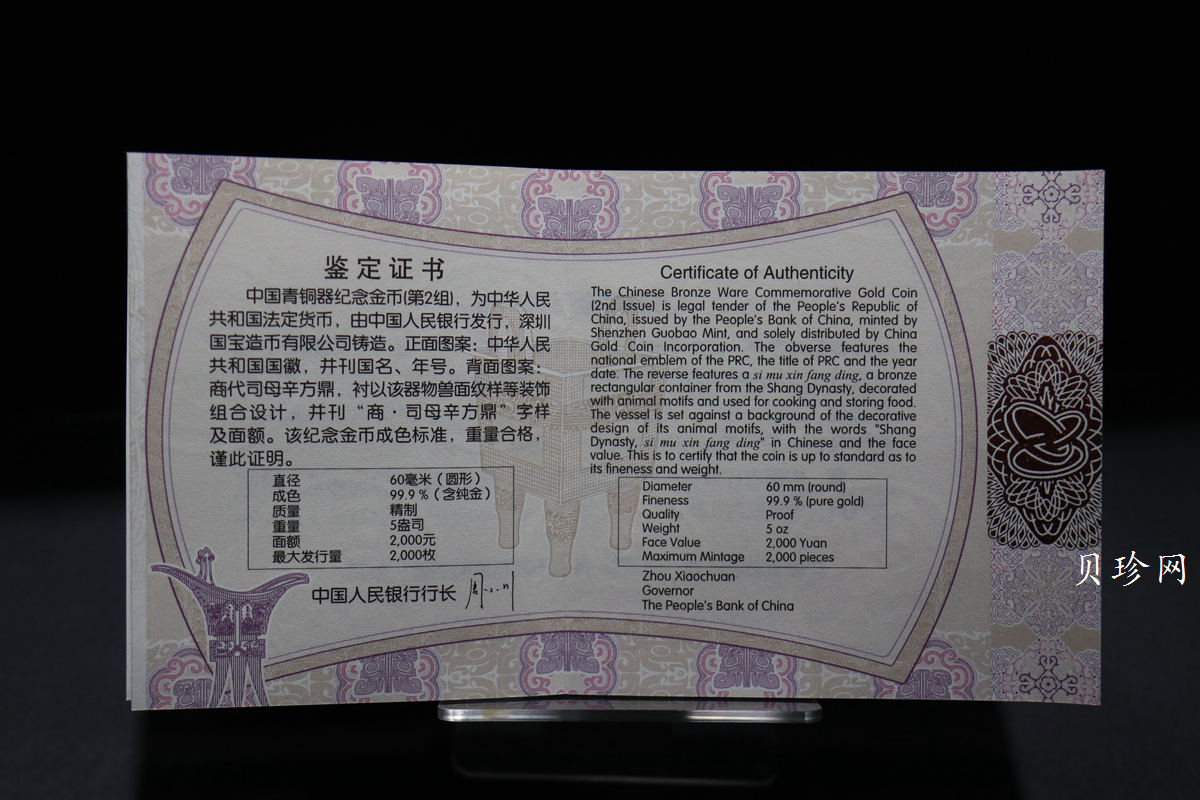 鉴定证书
中国青铜器纪念金币(第2组)，为中华人民
共和国法定货币，由中国人民银行发行，深圳
国宝造币有限公司铸造。正面图案：中华人民
共和国国徽，并刊国名、年号。背面图案：
商代司母辛方鼎，衬以该器物兽面纹样等装饰
组合设计，并刊“商·司母辛方鼎”字样
及面额。该纪念金币成色标准，重量合格，
谨此证明。
直径 60毫米（圆形）
成色 99.9％（含纯金）
质量 精制
重量 5盎司
面额 2,000元
最大发行量 2,000枚
中国人民银行行长
Certificate of Authenticity
The Chinese Bronze Ware Commemorative Gold Coin
(2nd Issue) is legal tender of the People's Republic of
China, issued by the People's Bank of China, minted by
Shenzhen Guobao Mint, and solely distributed by China
Gold Coin Incorporation. The obverse features the
national emblem of the PRC, the title of PRC and the year
date. The reverse features a si mu xin fang ding, a bronze
rectangular container from the Shang Dynasty, decorated
with animal motifs and used for cooking and storing food.
The vessel is set against a background of the decorative
design of its animal motifs, with the words "Shang
Dynasty, si mu xin fang ding" in Chinese and the face
value. This is to certify that the coin is up to standard as to
its fineness and weight.
Diameter 60 mm (round)
Fineness 99.9 % (pure gold)
Quality Proof
Weight 5 oz
Face Value 2,000 Yuan
Maximum Mintage 2,000 pieces
Zhou Xiaochuan
Governor
The People's Bank of China
贝珍网